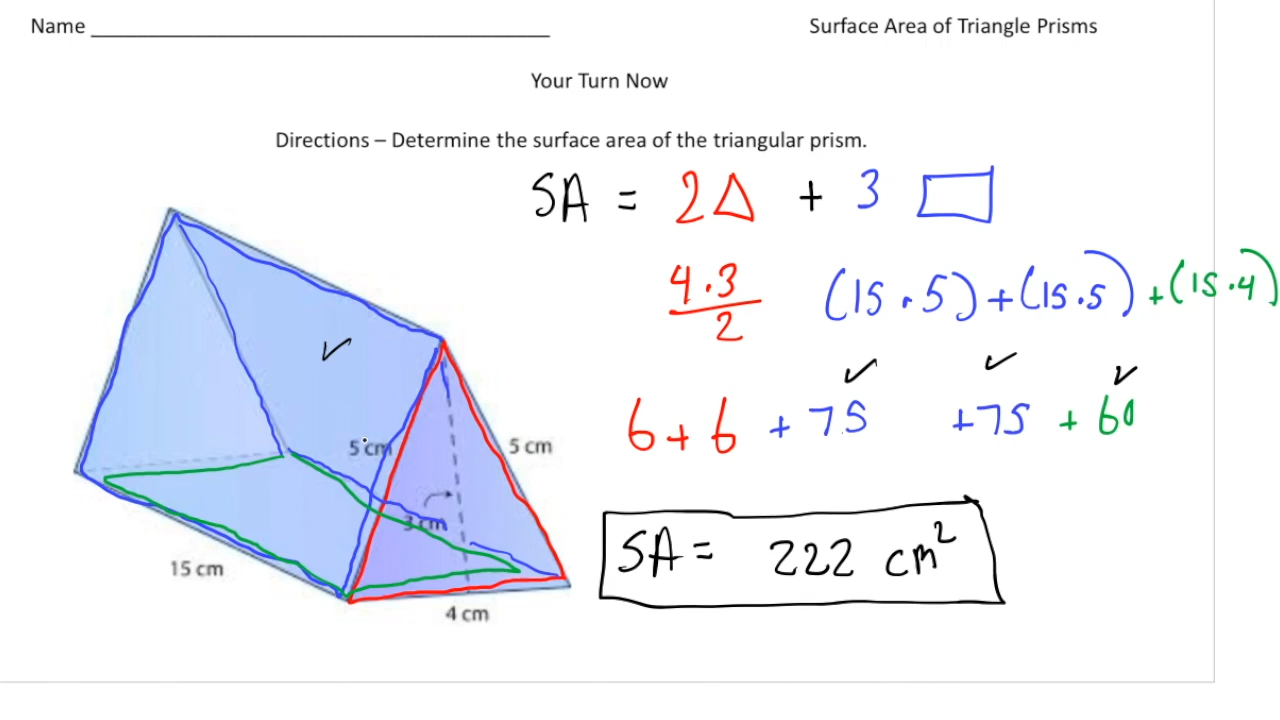 Name ____________________ Surface Area of Triangle Prisms
Your Turn Now
Directions – Determine the surface area of the triangular prism.
SA = 2△ + 3 ▭
4.3
2
(15.5)+(15.5)+(15.4)
6+6 +75 +75 +60
5 cm
5 cm
3 cm
15 cm
4 cm
SA = 222 cm²